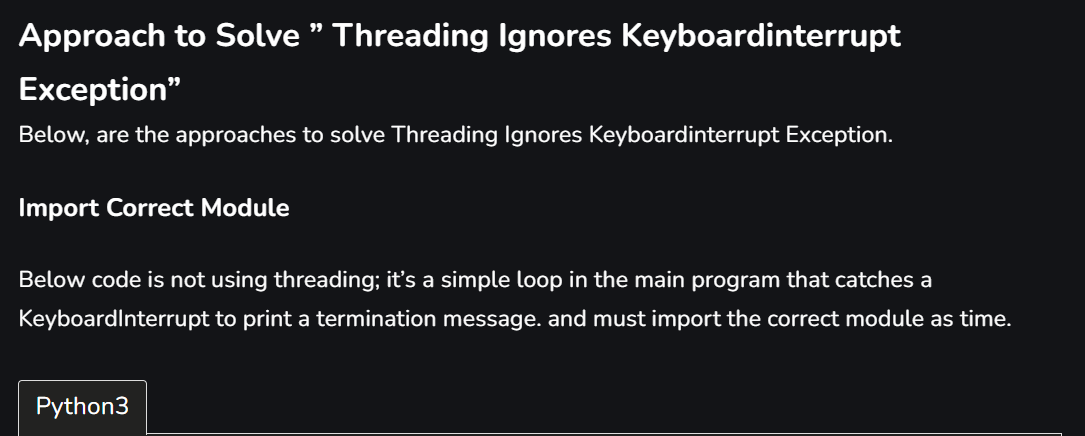 Approach to Solve ” Threading Ignores Keyboardinterrupt
Exception”
Below, are the approaches to solve Threading Ignores Keyboardinterrupt Exception.
Import Correct Module
Below code is not using threading; it’s a simple loop in the main program that catches a
KeyboardInterrupt to print a termination message. and must import the correct module as time.
Python3